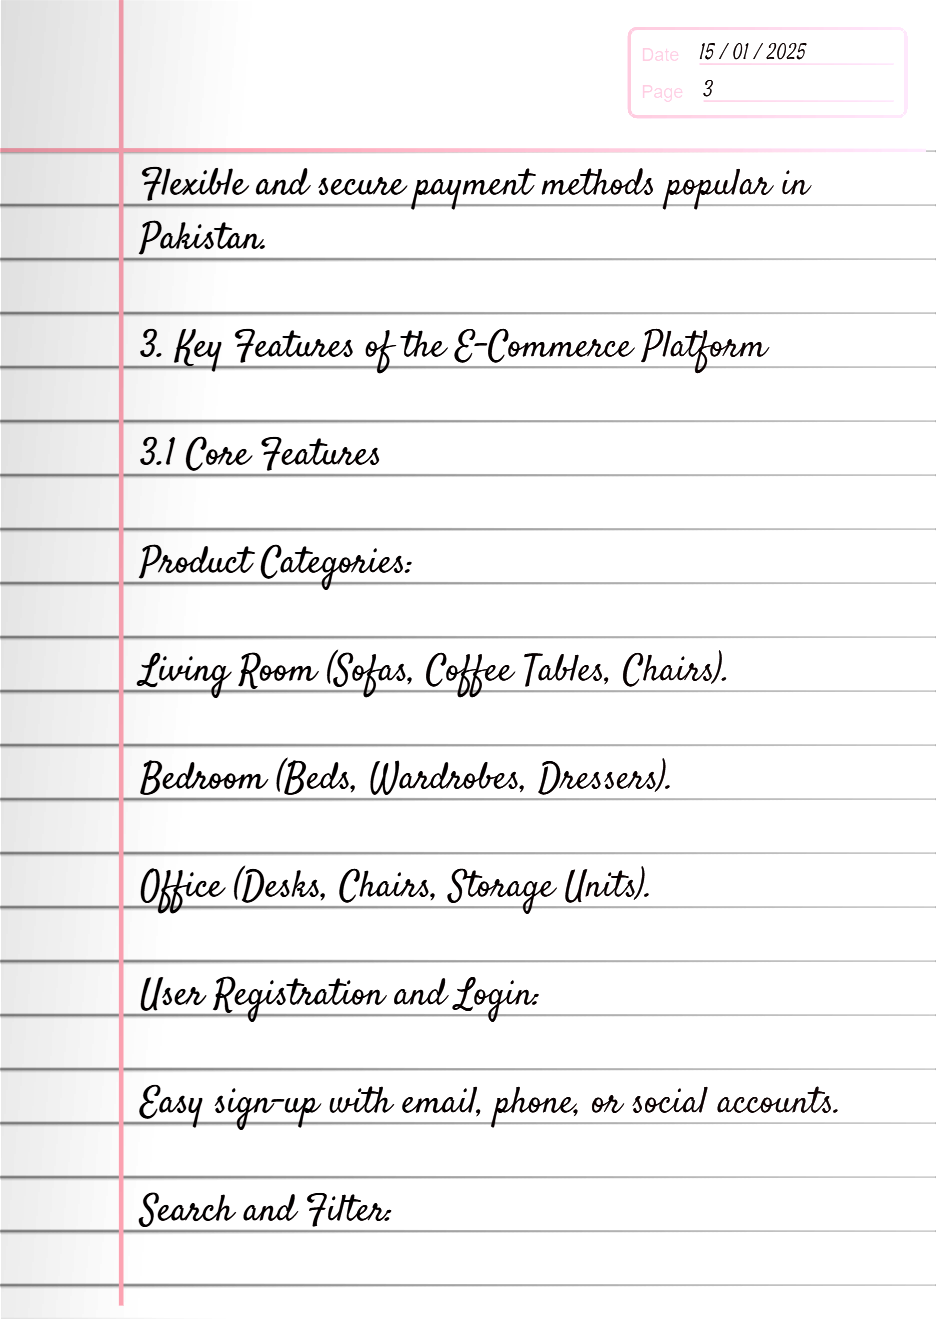 Date 15 / 01 / 2025
Page 3
Flexible and secure payment methods popular in
Pakistan.
3. Key Features of the E-Commerce Platform
3.1 Core Features
Product Categories:
Living Room (Sofas, Coffee Tables, Chairs).
Bedroom (Beds, Wardrobes, Dressers).
Office (Desks, Chairs, Storage Units).
User Registration and Login:
Easy sign-up with email, phone, or social accounts.
Search and Filter: